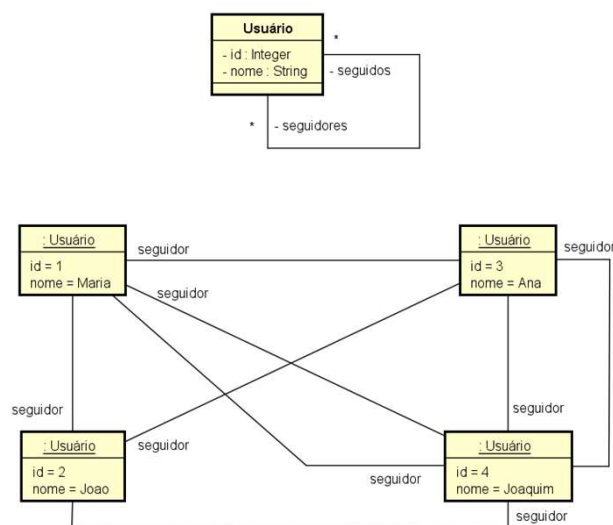 Usuário
*
- id : Integer
- nome : String
- seguidos
*
- seguidores
: Usuário
id = 1
nome = Maria
seguidor
seguidor
: Usuário
id = 3
nome = Ana
seguidor
seguidor
: Usuário
id = 2
nome = Joao
seguidor
seguidor
seguidor
: Usuário
id = 4
nome = Joaquim
seguidor